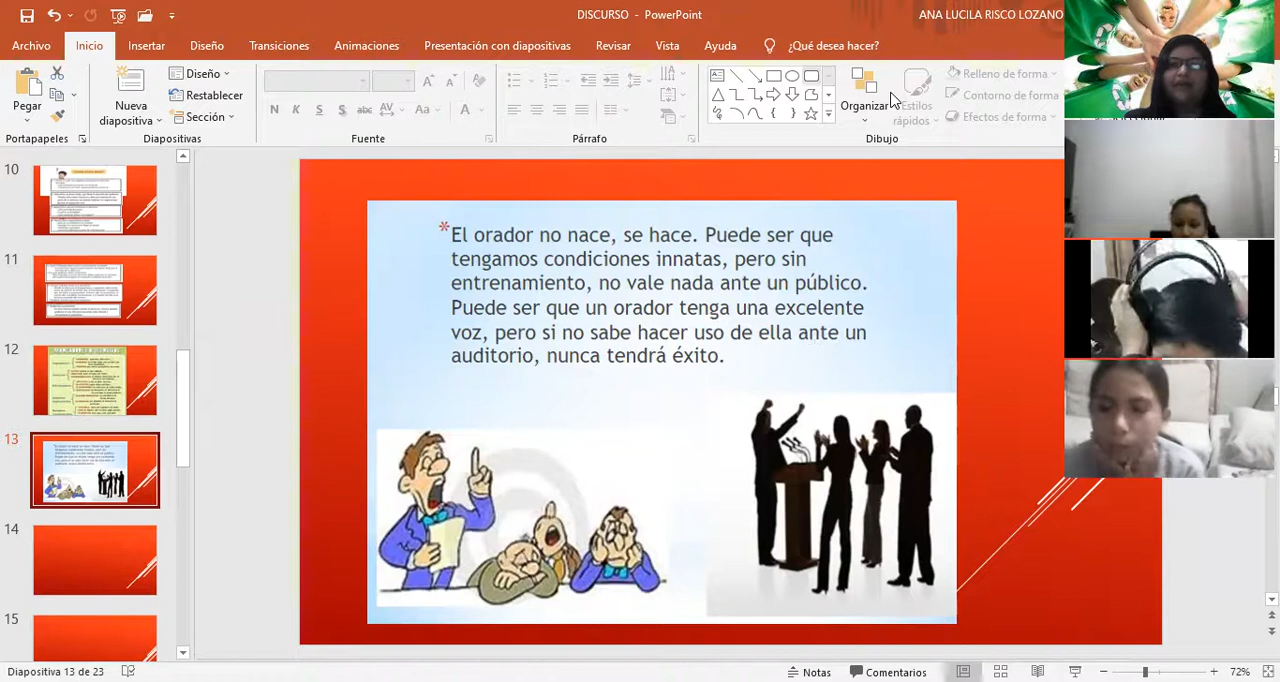 DISCURSO - PowerPoint
ANA LUCILA RISCO LOZANO
Archivo Inicio Insertar Diseño Transiciones Animaciones Presentación con diapositivas Revisar Vista Ayuda ¿Qué desea hacer?
Pegar
Portapapeles
Nueva diapositiva
Diseño
Restablecer
Sección
Diapositivas
N K S S abc AV Aa A
Fuente
Párrafo
Organizar
Estilos rápidos
Relleno de forma
Contorno de forma
Efectos de forma
Dibujo
10
11
12
13
14
15
* El orador no nace, se hace. Puede ser que
tengamos condiciones innatas, pero sin
entrenamiento, no vale nada ante un público.
Puede ser que un orador tenga una excelente
voz, pero si no sabe hacer uso de ella ante un
auditorio, nunca tendrá éxito.
Diapositiva 13 de 23
Notas
Comentarios
72%